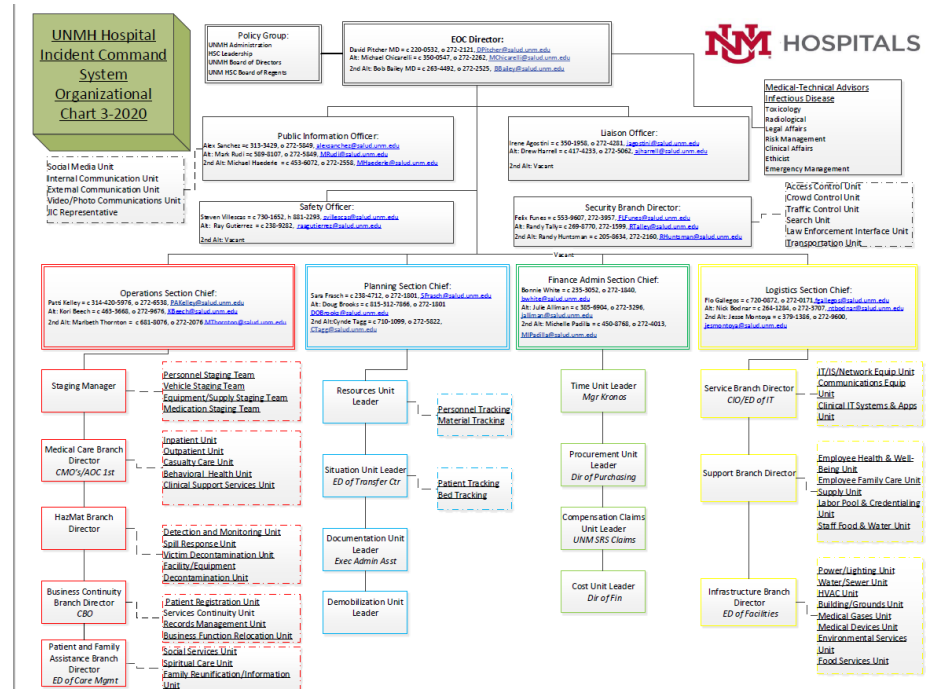 UNMH Hospital
Incident Command
System
Organizational
Chart 3-2020
Policy Group:
UNMH Administration
HSC Leadership
UNMH Board of Directors
UNM HSC Board of Regents
EOC Director:
David Pitcher MD = c 220-0532, o 272-2121, DPitcher@salud.unm.edu
Alt: Michael Chicarelli = c 350-0547, o 272-2262, MChicarelli@salud.unm.edu
2nd Alt: Bob Bailey MD = c 263-4492, o 272-2525, BBailey@salud.unm.edu
UNM HOSPITALS
Medical-Technical Advisors
Infectious Disease
Toxicology
Radiological
Legal Affairs
Risk Management
Clinical Affairs
Ethicist
Emergency Management
Public Information Officer:
Alex Sanchez =c 313-3429, o 272-5849, alexsanchez@salud.unm.edu
Alt: Mark Rudi = 589-8107, o 272-5849, MRudi@salud.unm.edu
2nd Alt: Michael Haederle = c 453-6072, o 272-2558, MHaederle@salud.unm.edu
Liaison Officer:
Irene Agostini = c 350-1958, o 272-4281, jagostini@salud.unm.edu
Alt: Drew Harrell = c 417-4233, o 272-5062, ajharrell@salud.unm.edu
2nd Alt: Vacant
Social Media Unit
Internal Communication Unit
External Communication Unit
Video/Photo Communications Unit
JIC Representative
Safety Officer:
Steven Villescas = c 730-1652, h 881-2293, svillescas@salud.unm.edu
Alt: Ray Gutierrez = c 238-9282, raagutierres@salud.unm.edu
2nd Alt: Vacant
Security Branch Director:
Felix Funes = c 553-9607, 272-3957, FLFunes@salud.unm.edu
Alt: Randy Tally= c 269-8770, 272-1599, RTalley@salud.unm.edu
2nd Alt: Randy Huntsman = c 205-8634, 272-2160, RHuntsman@salud.unm.edu
Access Control Unit
Crowd Control Unit
Traffic Control Unit
Search Unit
Law Enforcement Interface Unit
Transportation Unit
Vacant
Operations Section Chief:
Patti Kelley = c 314-420-5976, o 272-6538, PAKelley@salud.unm.edu
Alt: Kori Beech = c 463-3668, o 272-9676, KBeech@salud.unm.edu
2nd Alt: Maribeth Thornton = c 681-8076, o 272-2076 MThornton@salud.unm.edu
Planning Section Chief:
Sara Frasch = c 238-4712, o 272-1801, SFrasch@salud.unm.edu
Alt: Doug Brooks = c 815-312-7866, o 272-1801
DOBrooks@salud.unm.edu
2nd Alt:Cynde Tagg = c 710-1099, o 272-5822,
CTagg@salud.unm.edu
Finance Admin Section Chief:
Bonnie White = c 235-3052, o 272-1840,
bwhite@salud.unm.edu
Alt: Julie Alliman = c 385-6904, o 272-3296,
jalliman@salud.unm.edu
2nd Alt: Michelle Padilla = c 450-8768, o 272-4013,
MiPadilla@salud.unm.edu
Logistics Section Chief:
Flo Gallegos = c 720-0872, o 272-0171,fgallegos@salud.unm.edu
Alt: Nick Bodnar = c 264-1284, o 272-3707, ntbodnar@salud.unm.edu
2nd Alt: Jesse Montoya = c 379-1386, o 272-9600,
jesmontoya@salud.unm.edu
Staging Manager
Personnel Staging Team
Vehicle Staging Team
Equipment/Supply Staging Team
Medication Staging Team
Medical Care Branch
Director
CMO's/AOC 1st
Inpatient Unit
Outpatient Unit
Casualty Care Unit
Behavioral Health Unit
Clinical Support Services Unit
HazMat Branch
Director
Detection and Monitoring Unit
Spill Response Unit
Victim Decontamination Unit
Facility/Equipment
Decontamination Unit
Business Continuity
Branch Director
CBO
Patient Registration Unit
Services Continuity Unit
Records Management Unit
Business Function Relocation Unit
Patient and Family
Assistance Branch
Director
ED of Care Mgmt
Social Services Unit
Spiritual Care Unit
Family Reunification/Information
Unit
Resources Unit
Leader
Personnel Tracking
Material Tracking
Situation Unit Leader
ED of Transfer Ctr
Patient Tracking
Bed Tracking
Documentation Unit
Leader
Exec Admin Asst
Demobilization Unit
Leader
Time Unit Leader
Mgr Kronos
Procurement Unit
Leader
Dir of Purchasing
Compensation Claims
Unit Leader
UNM SRS Claims
Cost Unit Leader
Dir of Fin
Service Branch Director
CIO/ED of IT
IT/IS/Network Equip Unit
Communications Equip
Unit
Clinical IT Systems & Apps
Unit
Support Branch Director
Employee Health & Well-
Being Unit
Employee Family Care Unit
Supply Unit
Labor Pool & Credentialing
Unit
Staff Food & Water Unit
Infrastructure Branch
Director
ED of Facilities
Power/Lighting Unit
Water/Sewer Unit
HVAC Unit
Building/Grounds Unit
Medical Gases Unit
Medical Devices Unit
Environmental Services
Unit
Food Services Unit